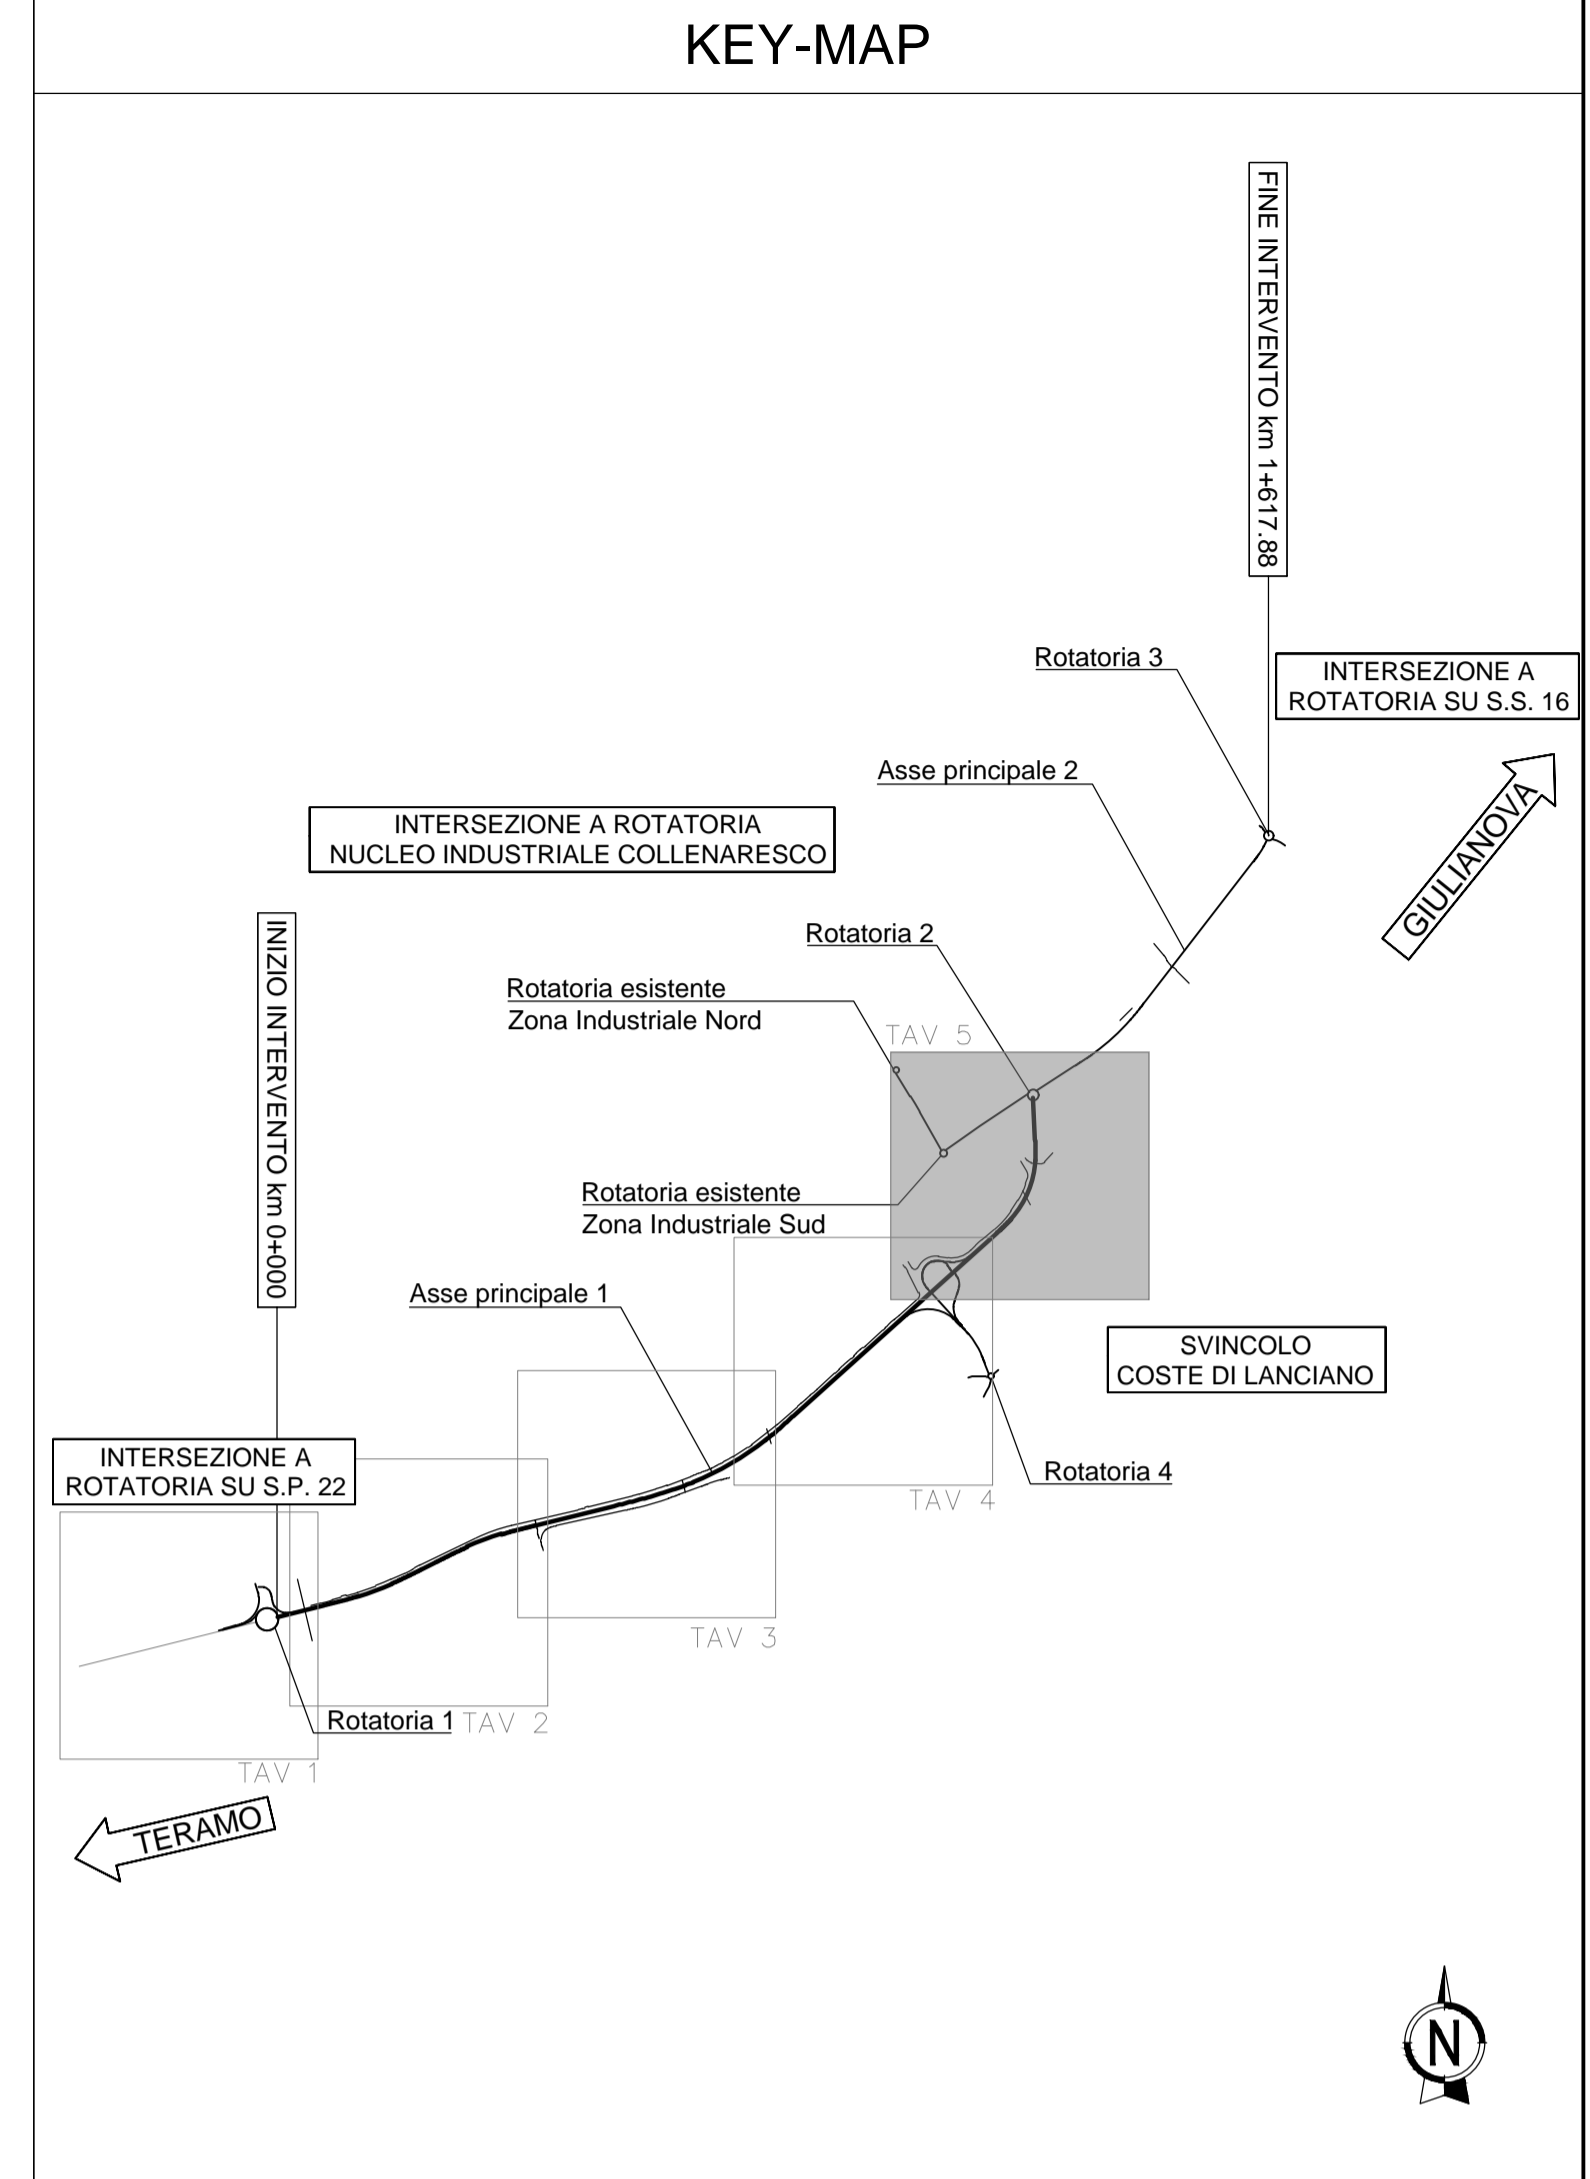 KEY-MAP
FINE INTERVENTO km 1+617.88
Rotatoria 3
INTERSEZIONE A
ROTATORIA SU S.S. 16
Asse principale 2
GIULIANOVA
INTERSEZIONE A ROTATORIA
NUCLEO INDUSTRIALE COLLENARESCO
INIZIO INTERVENTO km 0+000
Rotatoria 2
Rotatoria esistente
Zona Industriale Nord
TAV 5
Rotatoria esistente
Zona Industriale Sud
Asse principale 1
SVINCOLO
COSTE DI LANCIANO
INTERSEZIONE A
ROTATORIA SU S.P. 22
Rotatoria 4
TAV 4
TAV 3
Rotatoria 1
TAV 2
TAV 1
TERAMO
N